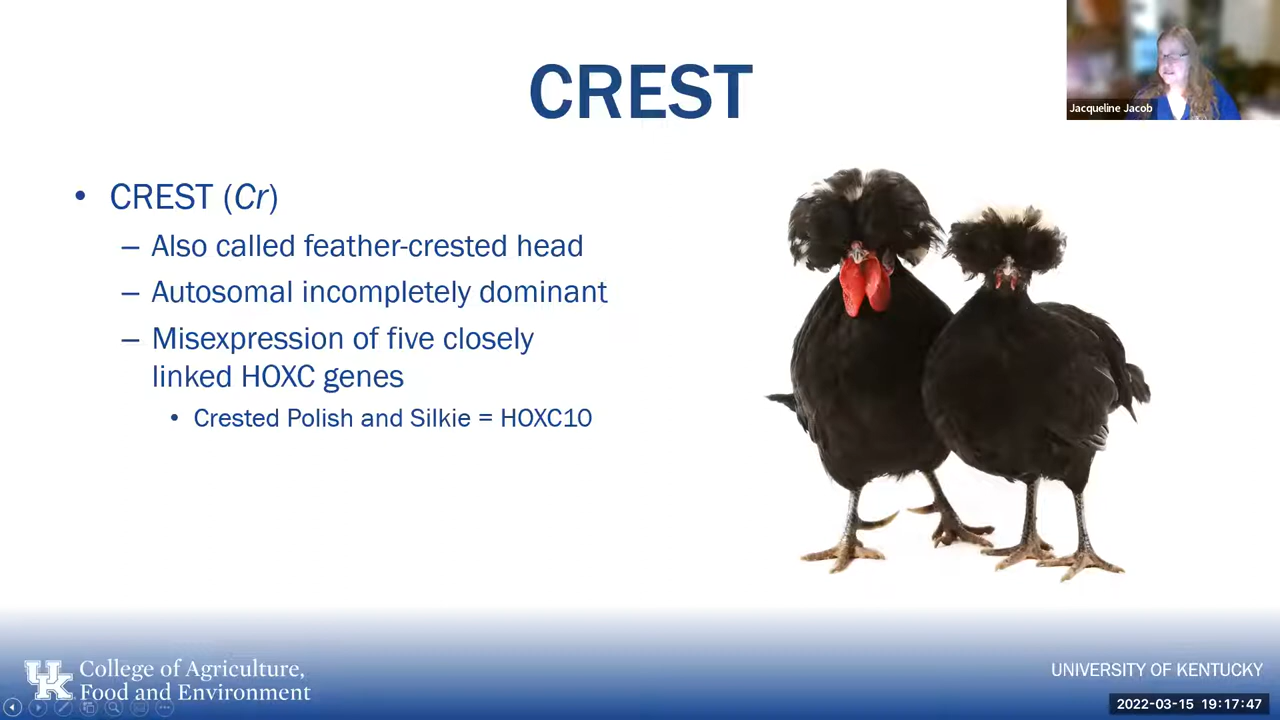 CREST
Jacqueline Jacob
• CREST (Cr)
– Also called feather-crested head
– Autosomal incompletely dominant
– Misexpression of five closely
linked HOXC genes
• Crested Polish and Silkie = HOXC10
UK
College of Agriculture,
Food and Environment
UNIVERSITY OF KENTUCKY
2022-03-15 19:17:47